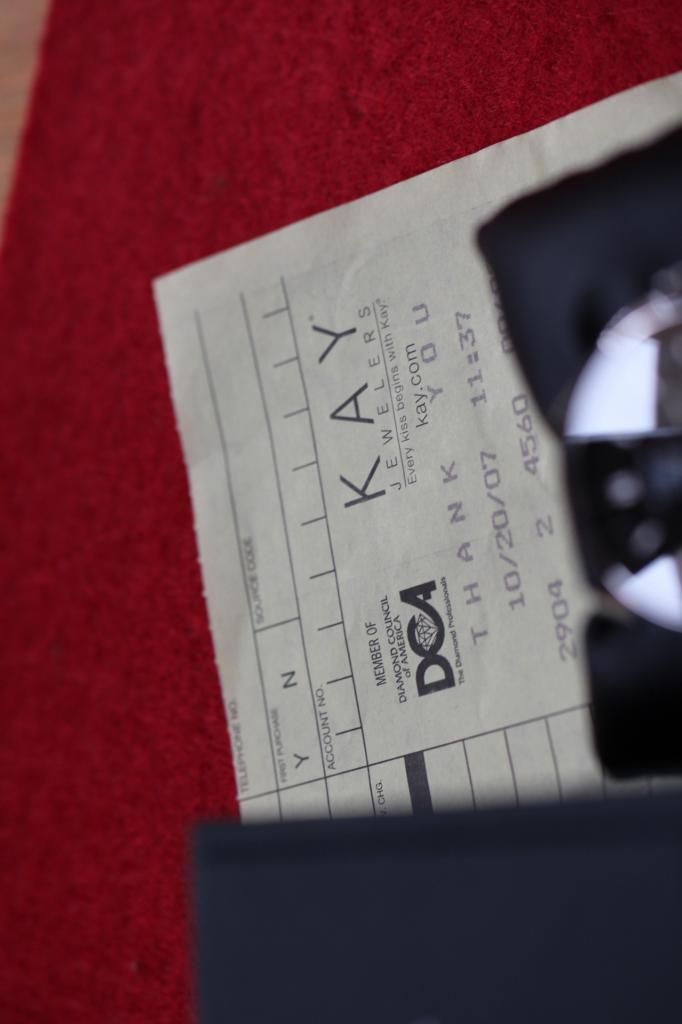 TELEPHONE NO.
FIRST PURCHASE
SOURCE CODE
Y N
ACCOUNT NO.
KAY®
JEWELERS
Every kiss begins with Kay®
kay.com
MEMBER OF
DIAMOND COUNCIL
of AMERICA
DCA
The Diamond Professionals
CHG.
THANK YOU
10/20/07 11:37
2904 2 4560